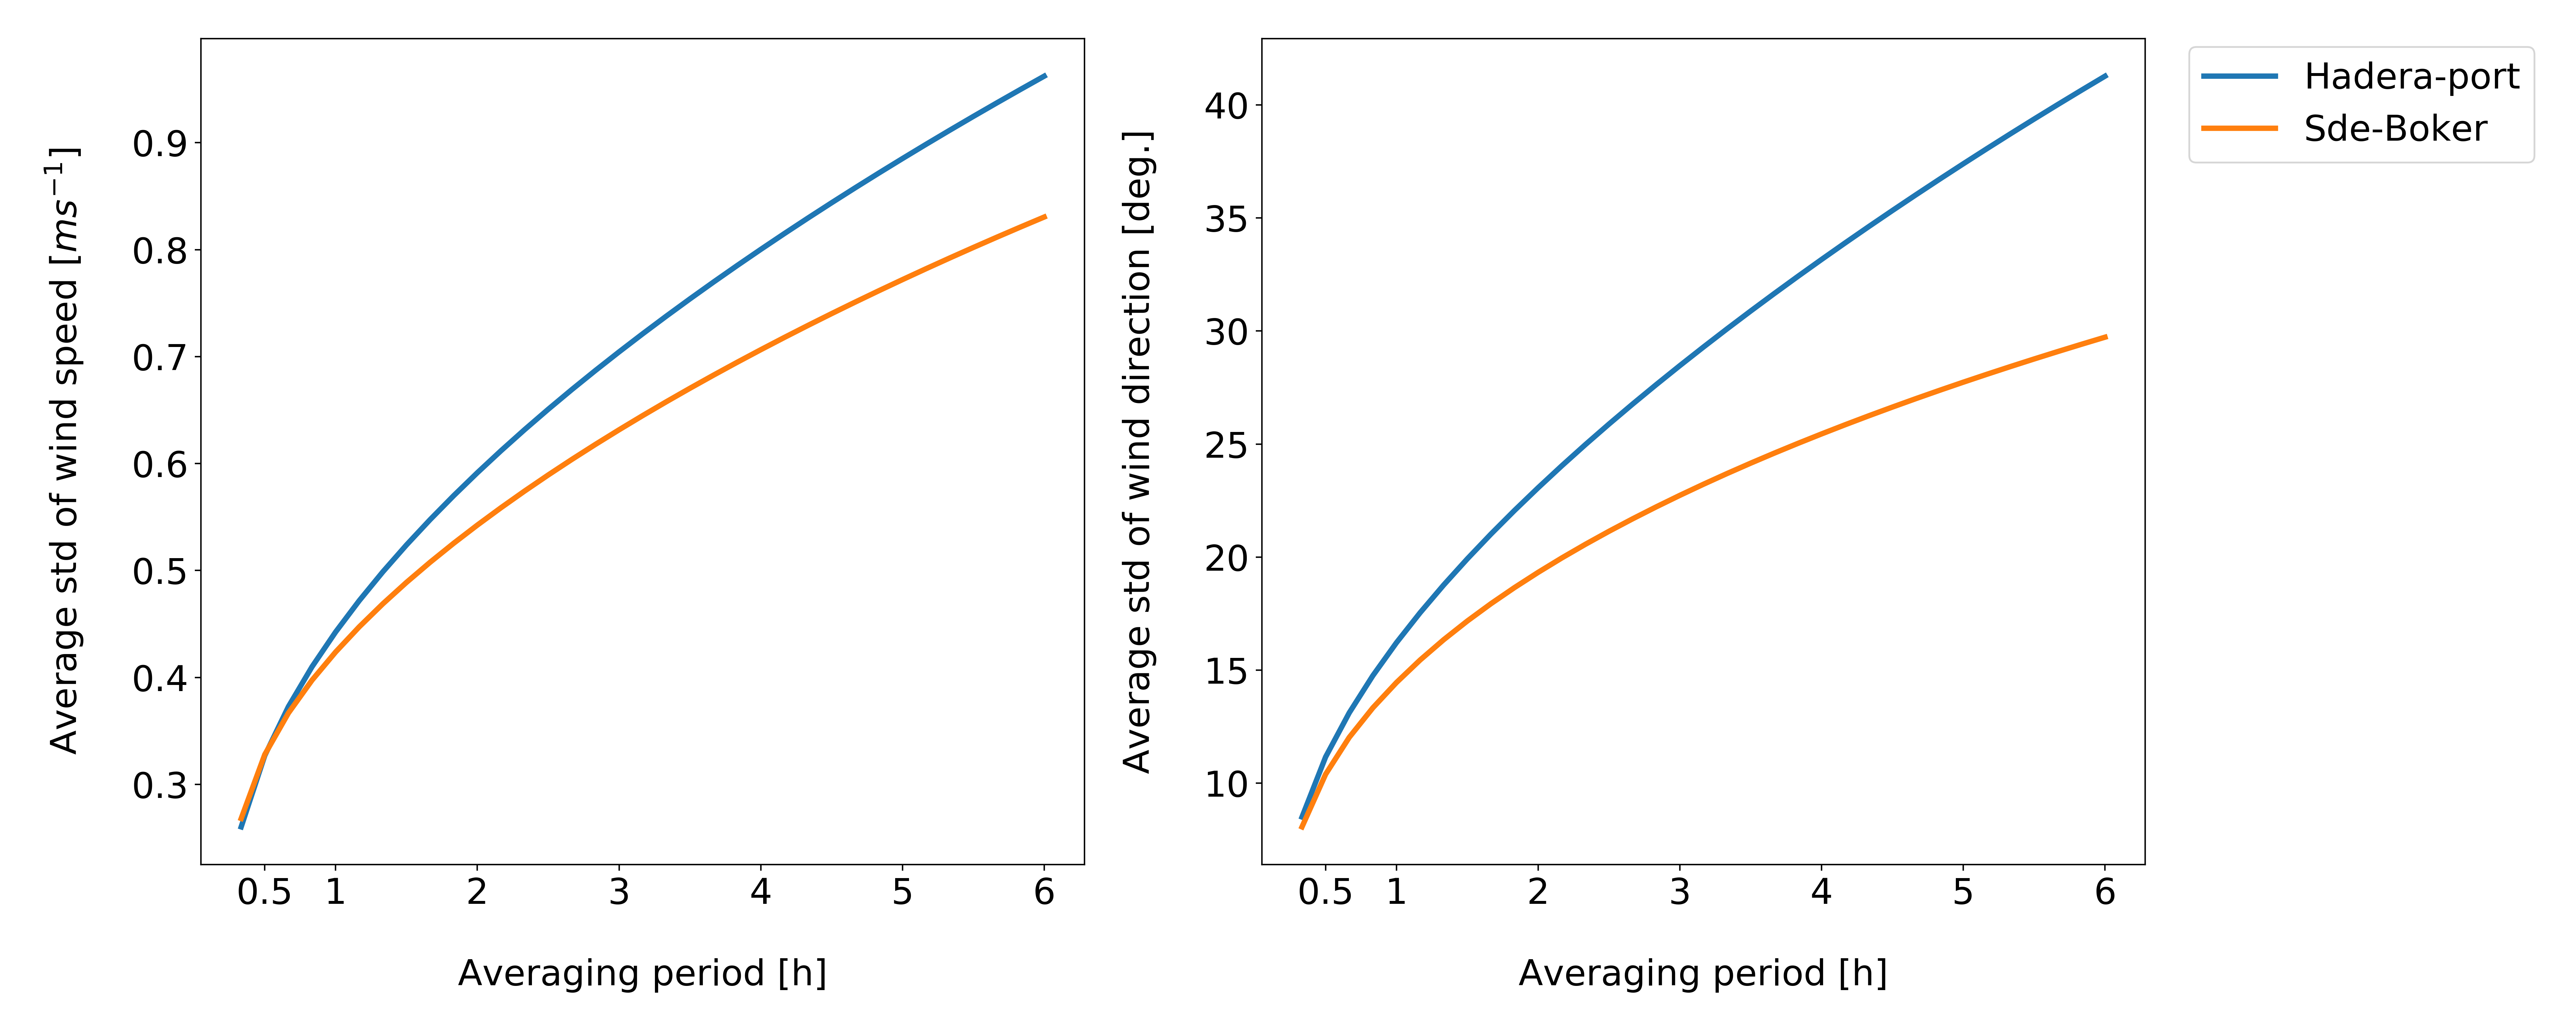 Average std of wind speed [ms⁻¹]
0.9
0.8
0.7
0.6
0.5
0.4
0.3
0.5 1 2 3 4 5 6
Averaging period [h]
Average std of wind direction [deg.]
40
35
30
25
20
15
10
0.5 1 2 3 4 5 6
Averaging period [h]
Hadera-port
Sde-Boker